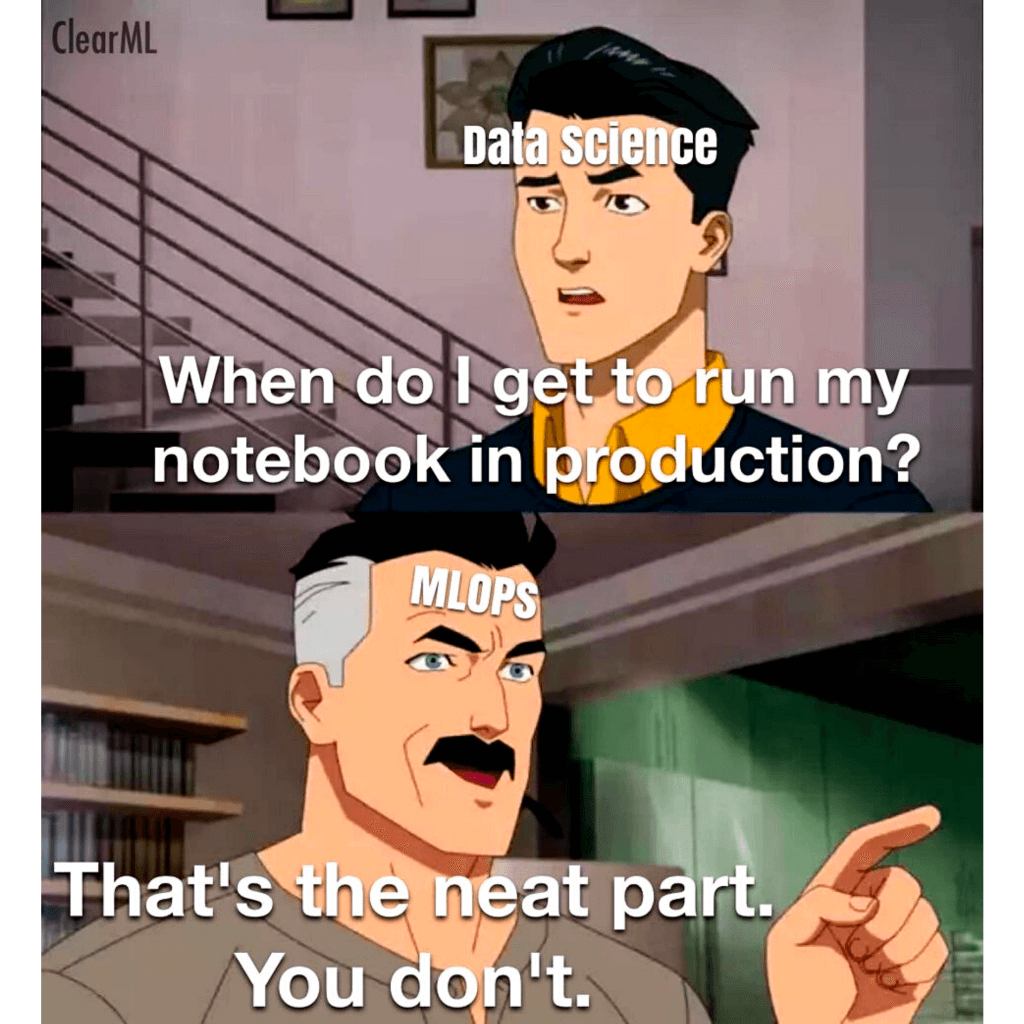 ClearML
Data Science
When do I get to run my
notebook in production?
MLOPS
That's the neat part.
You don't.